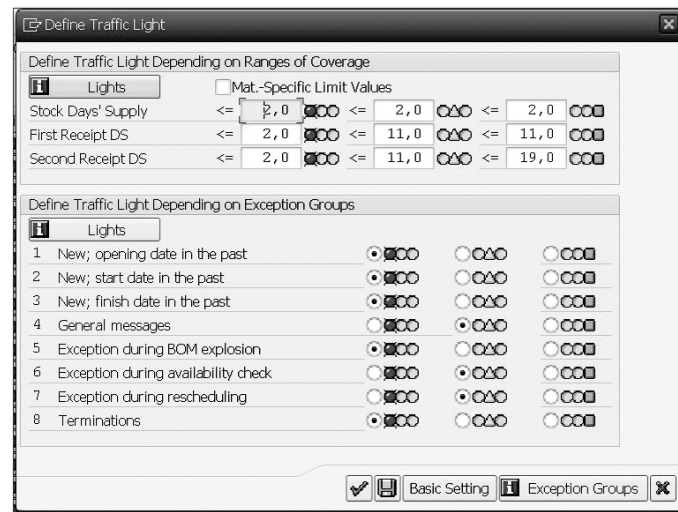 Define Traffic Light
Define Traffic Light Depending on Ranges of Coverage
Lights Mat.-Specific Limit Values
Stock Days' Supply <= 2,0 <= 2,0 <= 2,0
First Receipt DS <= 2,0 <= 11,0 <= 11,0
Second Receipt DS <= 2,0 <= 11,0 <= 19,0
Define Traffic Light Depending on Exception Groups
Lights
1 New; opening date in the past
2 New; start date in the past
3 New; finish date in the past
4 General messages
5 Exception during BOM explosion
6 Exception during availability check
7 Exception during rescheduling
8 Terminations
Basic Setting Exception Groups